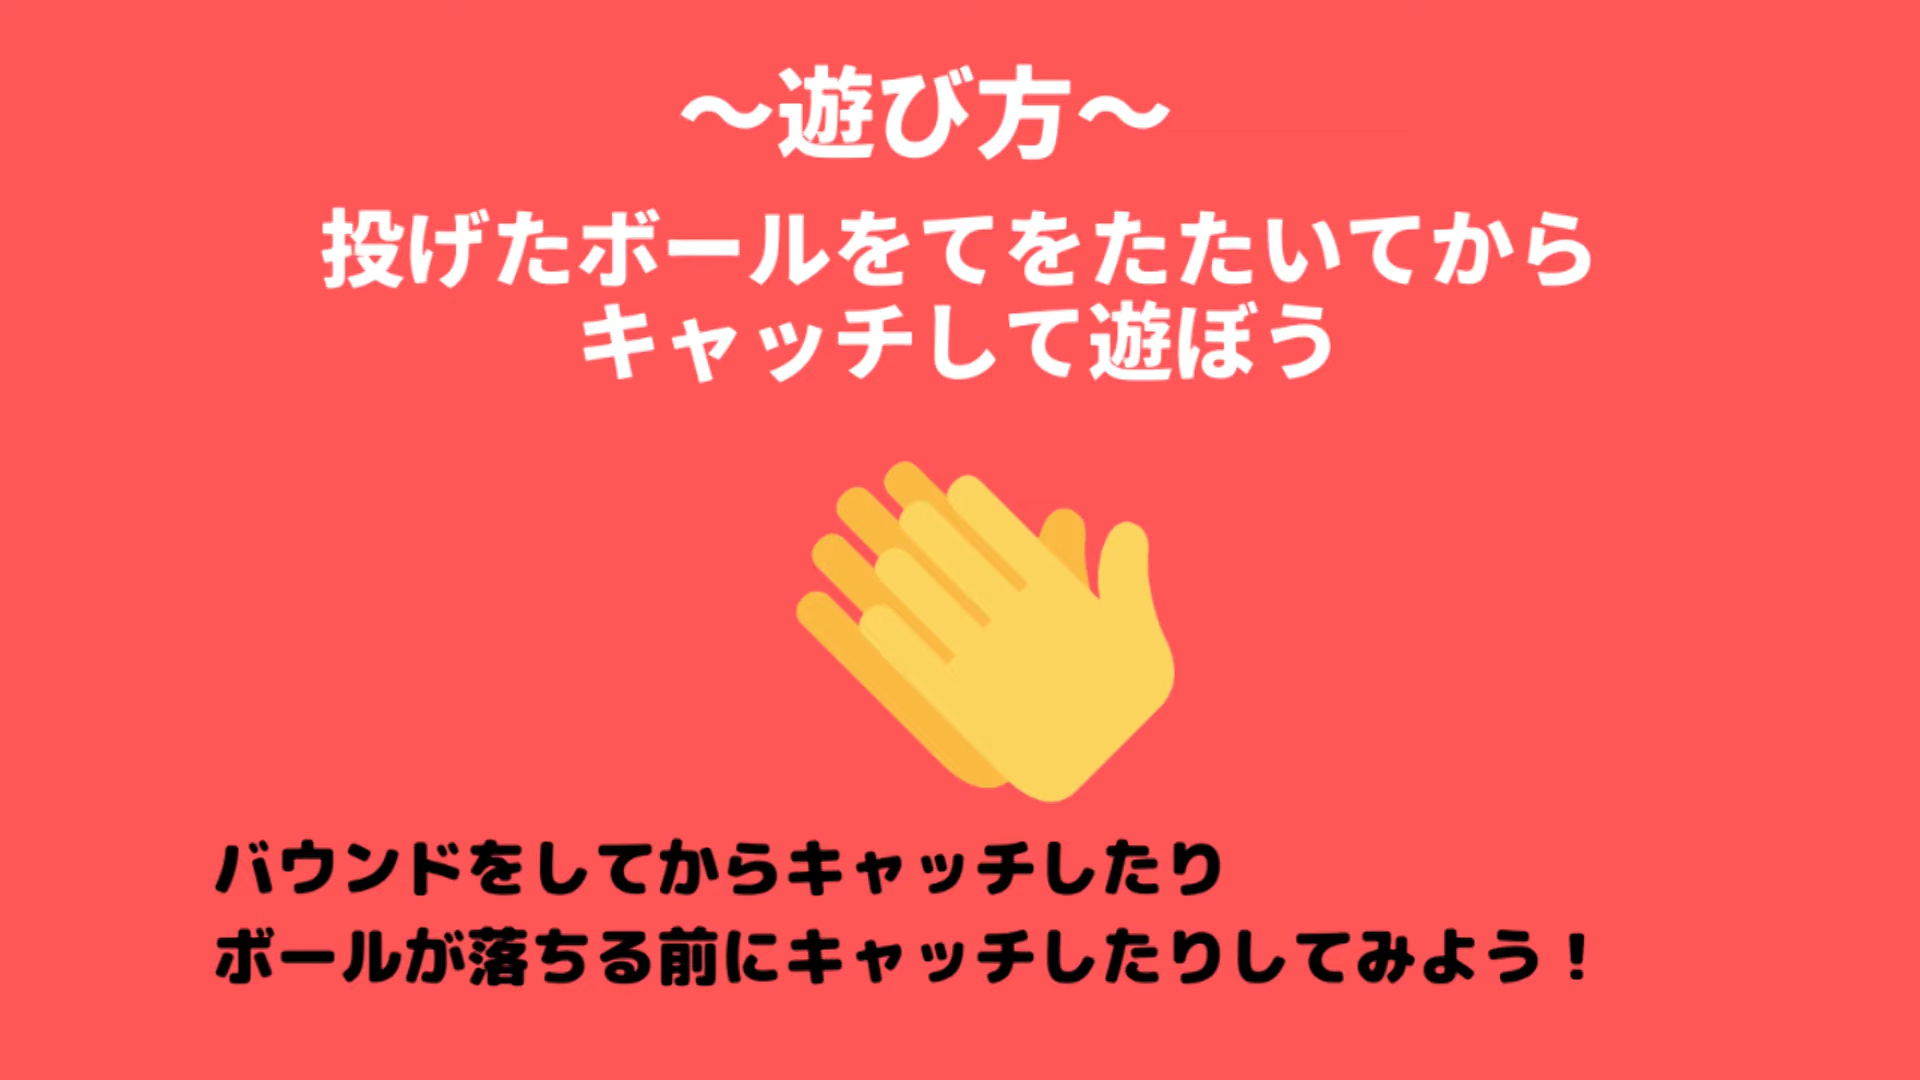 ～遊び方～
投げたボールをてをたたいてから
キャッチして遊ぼう
バウンドをしてからキャッチしたり
ボールが落ちる前にキャッチしたりしてみよう！